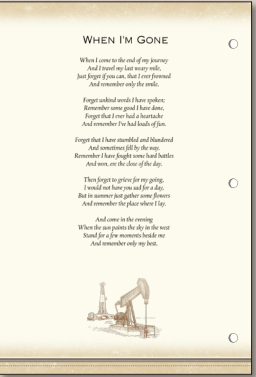 WHEN I'M GONE
When I come to the end of my journey
And I travel my last weary mile,
Just forget if you can, that I ever frowned
And remember only the smile.
Forget unkind words I have spoken;
Remember some good I have done,
Forget that I ever had a heartache
And remember I've had loads of fun.
Forget that I have stumbled and blundered
And sometimes fell by the way.
Remember I have fought some hard battles
And won, ere the close of the day.
Then forget to grieve for my going,
I would not have you sad for a day,
But in summer just gather some flowers
And remember the place where I lay.
And come in the evening
When the sun paints the sky in the west
Stand for a few moments beside me
And remember only my best.